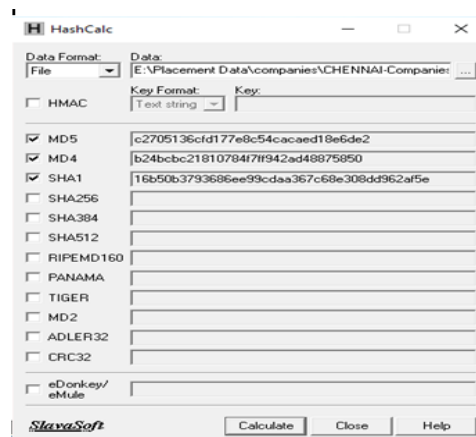 H HashCalc
Data Format: Data:
File E:\Placement Data\companies\CHENNAI-Companies ...
Key Format: Key:
HMAC Text string
MD5 c2705136cfd177e8c54cacaed18e6de2
MD4 b24bcbc21810784f7ff942ad48875850
SHA1 16b50b3793686ee99cdaa367c68e308dd962af5e
SHA256
SHA384
SHA512
RIPEMD160
PANAMA
TIGER
MD2
ADLER32
CRC32
eDonkey/
eMule
SlavaSoft Calculate Close Help